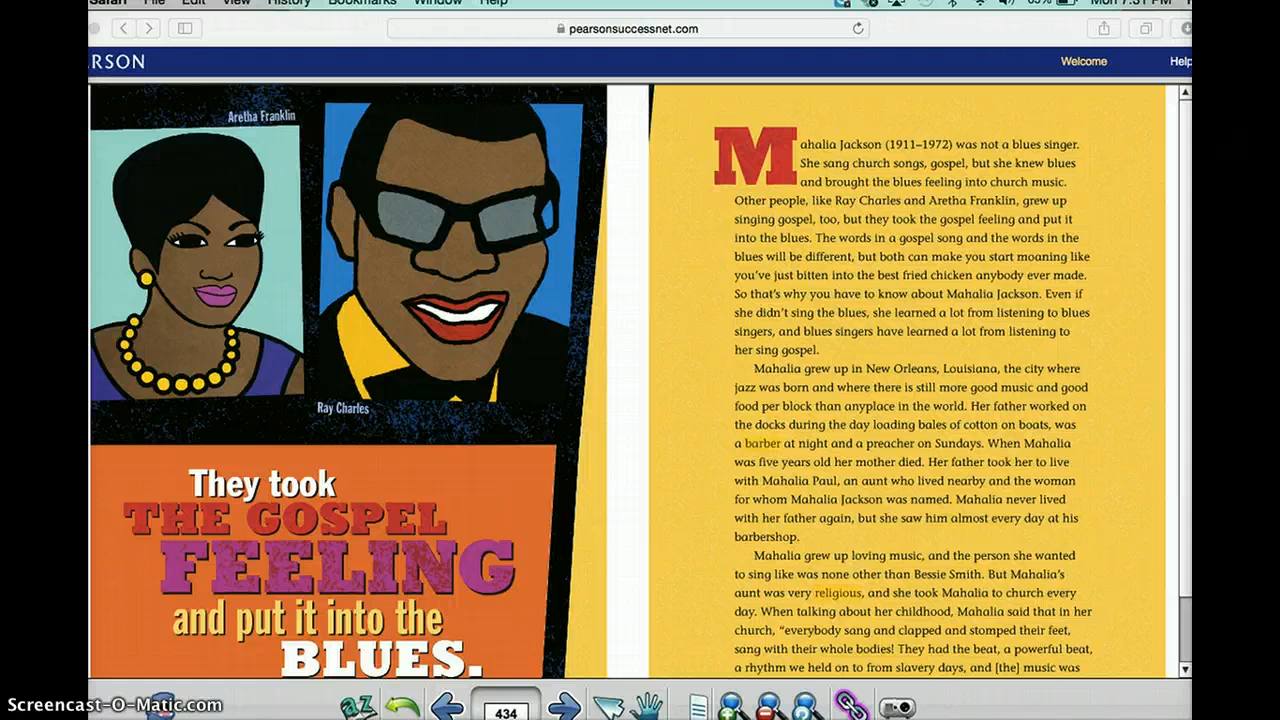 Safari File Edit View History Bookmarks Window Help
Mon 7:31 PM
pearsonsuccessnet.com
RSON
Welcome
Help
Aretha Franklin
Ray Charles
They took
THE GOSPEL
FEELING
and put it into the
BLUES.
Mahalia Jackson (1911–1972) was not a blues singer.
She sang church songs, gospel, but she knew blues
and brought the blues feeling into church music.
Other people, like Ray Charles and Aretha Franklin, grew up
singing gospel, too, but they took the gospel feeling and put it
into the blues. The words in a gospel song and the words in the
blues will be different, but both can make you start moaning like
you've just bitten into the best fried chicken anybody ever made.
So that's why you have to know about Mahalia Jackson. Even if
she didn't sing the blues, she learned a lot from listening to blues
singers, and blues singers have learned a lot from listening to
her sing gospel.
Mahalia grew up in New Orleans, Louisiana, the city where
jazz was born and where there is still more good music and good
food per block than anyplace in the world. Her father worked on
the docks during the day loading bales of cotton on boats, was
a barber at night and a preacher on Sundays. When Mahalia
was five years old her mother died. Her father took her to live
with Mahalia Paul, an aunt who lived nearby and the woman
for whom Mahalia Jackson was named. Mahalia never lived
with her father again, but she saw him almost every day at his
barbershop.
Mahalia grew up loving music, and the person she wanted
to sing like was none other than Bessie Smith. But Mahalia's
aunt was very religious, and she took Mahalia to church every
day. When talking about her childhood, Mahalia said that in her
church, “everybody sang and clapped and stomped their feet,
sang with their whole bodies! They had the beat, a powerful beat,
a rhythm we held on to from slavery days, and [the] music was
aZ
434
Screencast-O-Matic.com